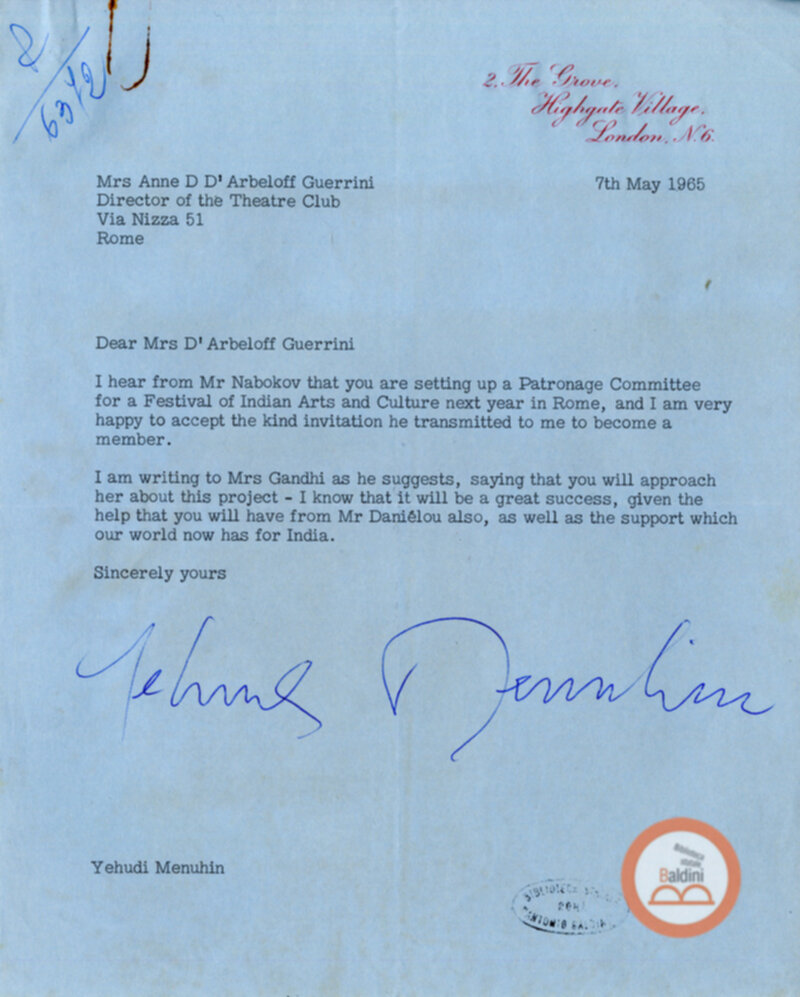 2, The Grove,
Highgate Village,
London, N.6.
Mrs Anne D D'Arbeloff Guerrini
7th May 1965
Director of the Theatre Club
Via Nizza 51
Rome
Dear Mrs D'Arbeloff Guerrini
I hear from Mr Nabokov that you are setting up a Patronage Committee
for a Festival of Indian Arts and Culture next year in Rome, and I am very
happy to accept the kind invitation he transmitted to me to become a
member.
I am writing to Mrs Gandhi as he suggests, saying that you will approach
her about this project - I know that it will be a great success, given the
help that you will have from Mr Daniélou also, as well as the support which
our world now has for India.
Sincerely yours
Yehudi Menuhin
Yehudi Menuhin
Biblioteca
statale
Baldini
BIBLIOTECA
ANTONIO